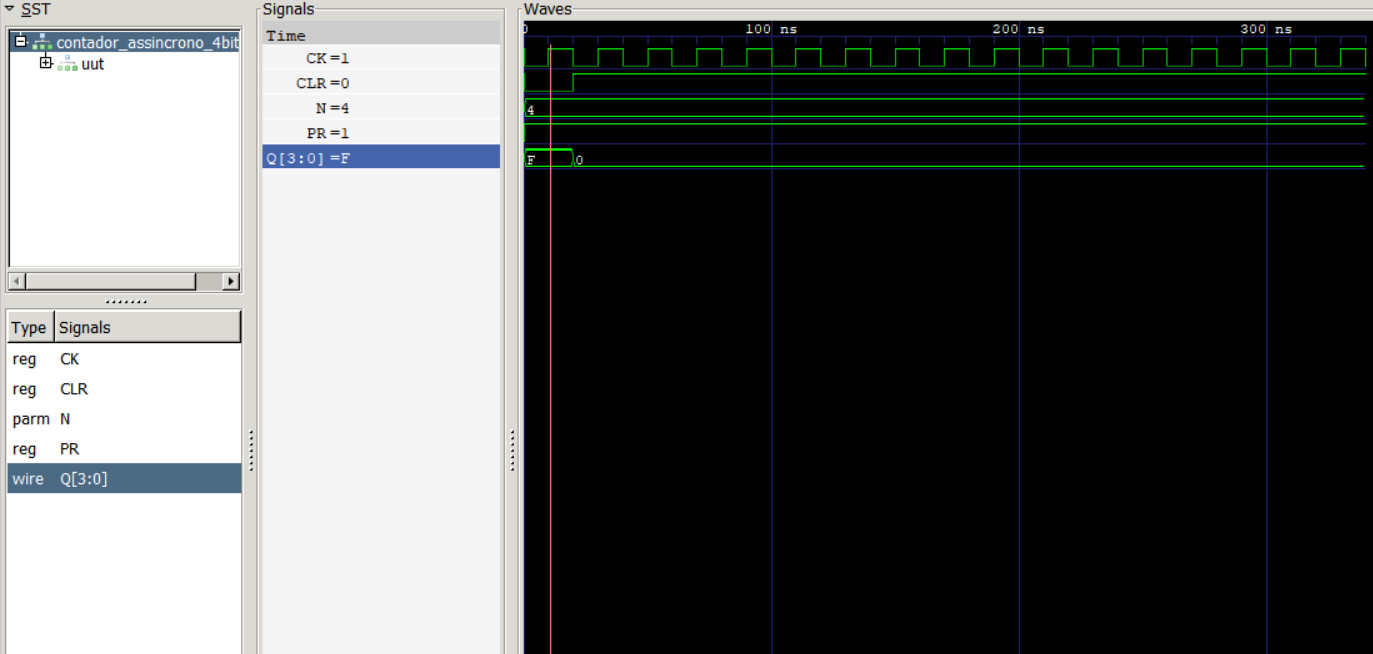 SST
contador_assincrono_4bit
uut
Type Signals
reg CK
reg CLR
parm N
reg PR
wire Q[3:0]
Signals
Time
CK =1
CLR =0
N =4
PR =1
Q[3:0] =F
Waves
0 100 ns 200 ns 300 ns
4
F 0